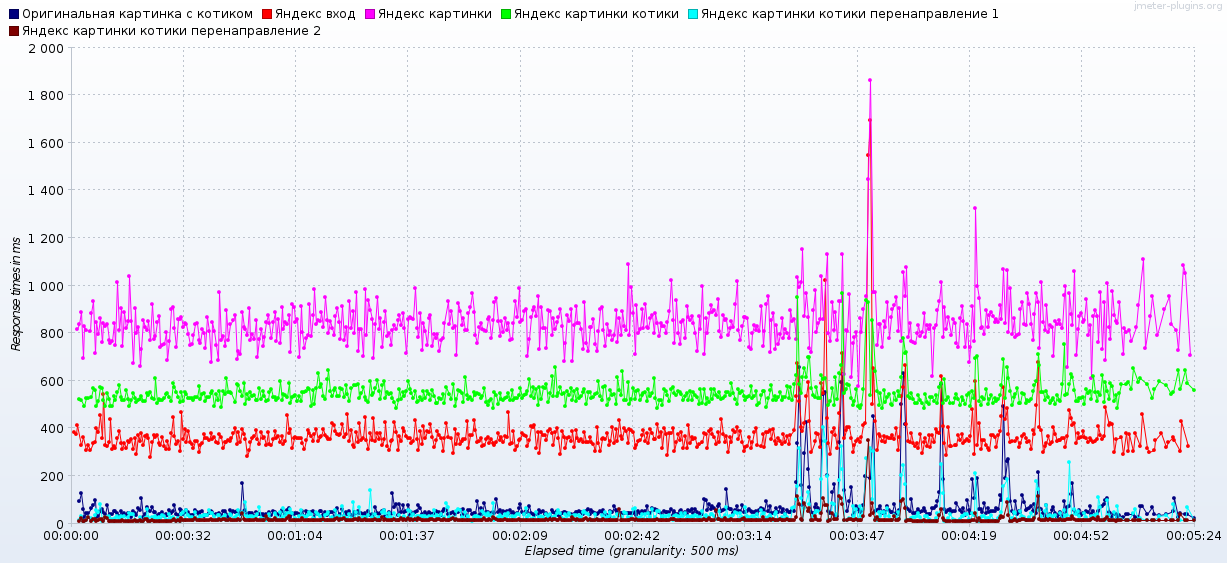 jmeter-plugins.org
Оригинальная картинка с котиком Яндекс вход Яндекс картинки Яндекс картинки котики Яндекс картинки котики перенаправление 1
Яндекс картинки котики перенаправление 2
2 000
1 800
1 600
1 400
1 200
1 000
800
600
400
200
0
Response times in ms
00:00:00 00:00:32 00:01:04 00:01:37 00:02:09 00:02:42 00:03:14 00:03:47 00:04:19 00:04:52 00:05:24
Elapsed time (granularity: 500 ms)